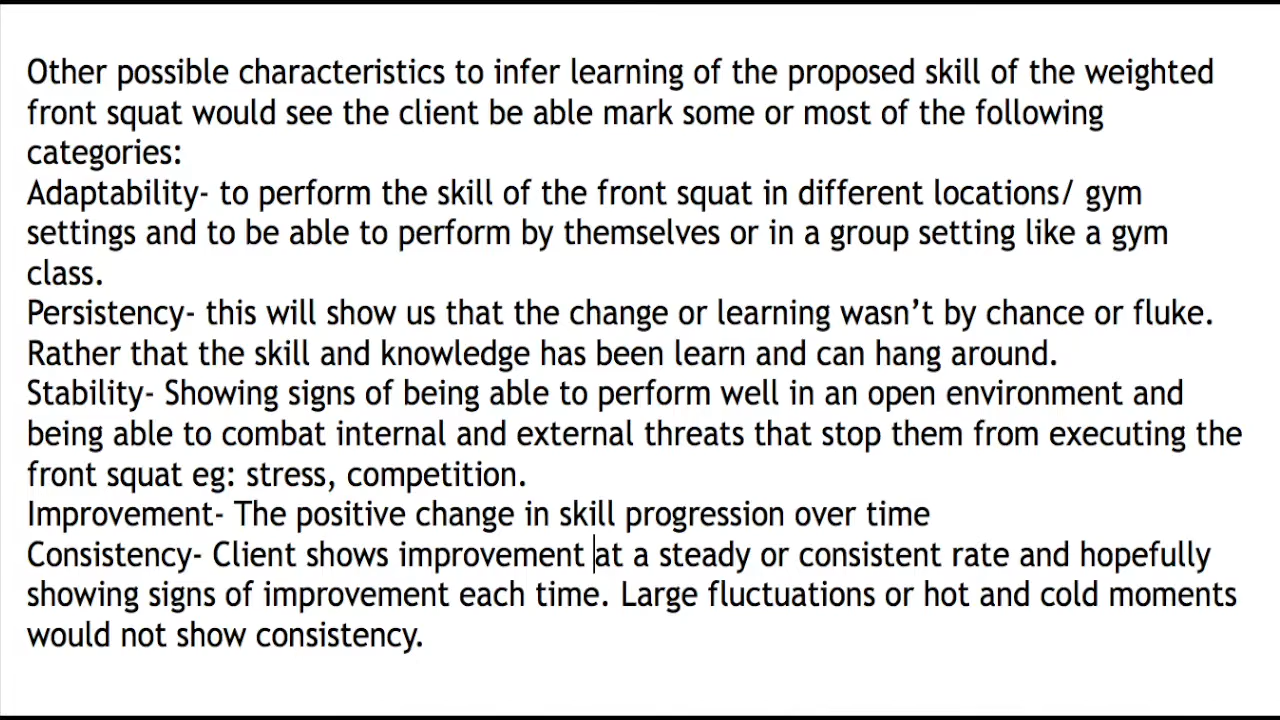 Other possible characteristics to infer learning of the proposed skill of the weighted
front squat would see the client be able mark some or most of the following
categories:
Adaptability- to perform the skill of the front squat in different locations/ gym
settings and to be able to perform by themselves or in a group setting like a gym
class.
Persistency- this will show us that the change or learning wasn’t by chance or fluke.
Rather that the skill and knowledge has been learn and can hang around.
Stability- Showing signs of being able to perform well in an open environment and
being able to combat internal and external threats that stop them from executing the
front squat eg: stress, competition.
Improvement- The positive change in skill progression over time
Consistency- Client shows improvement at a steady or consistent rate and hopefully
showing signs of improvement each time. Large fluctuations or hot and cold moments
would not show consistency.